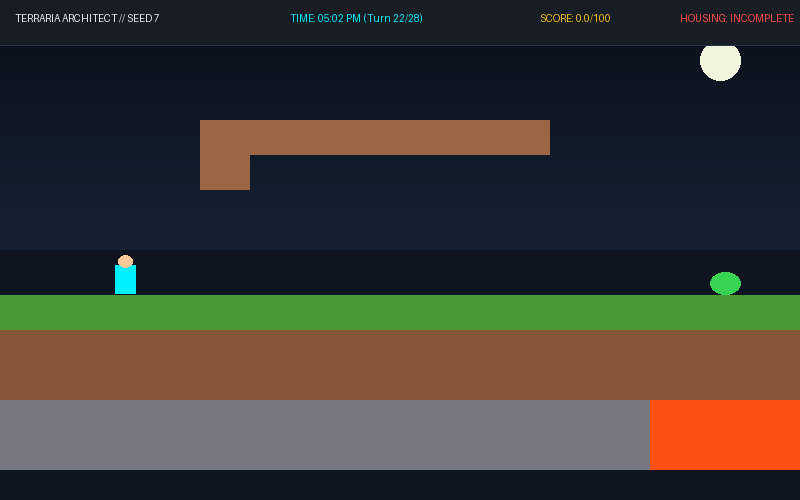 TERRARIA ARCHITECT // SEED 7
TIME: 05:02 PM (Turn 22/28)
SCORE: 0.0/100
HOUSING: INCOMPLETE